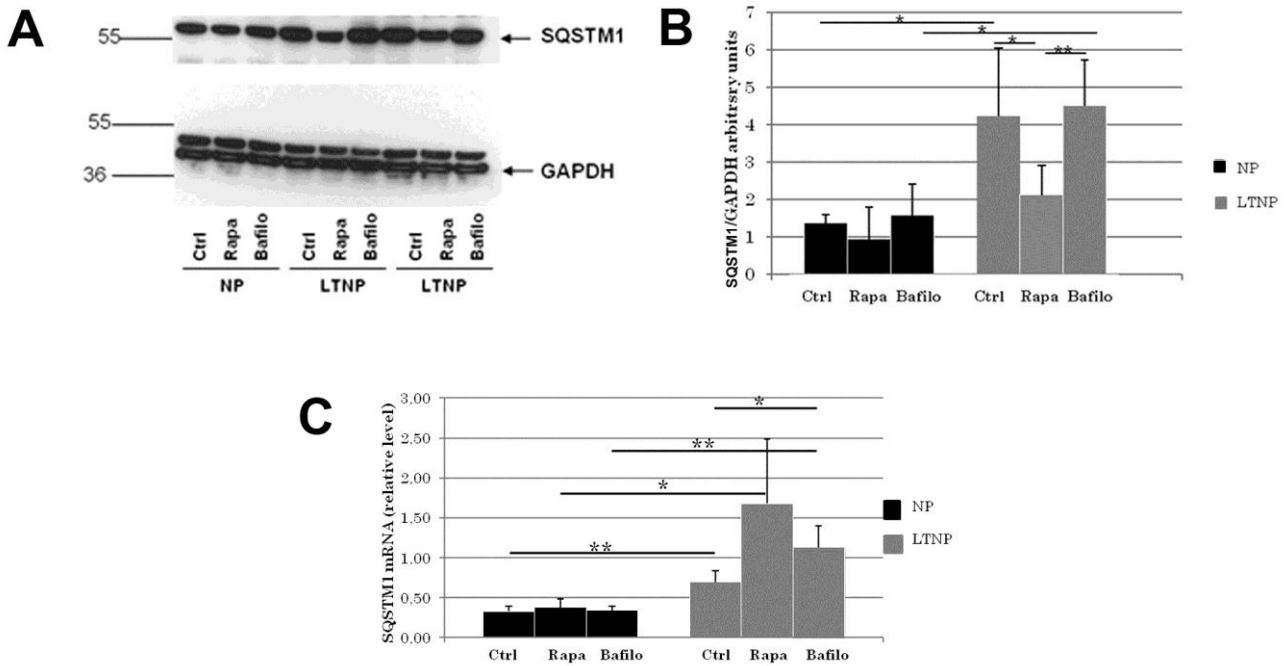 A
55
SQSTM1
55
36
GAPDH
Ctrl
Rapa
Bafilo
Ctrl
Rapa
Bafilo
Ctrl
Rapa
Bafilo
NP LTNP LTNP
B
SQSTM1/GAPDH arbitrsry units
7
6
5
4
3
2
1
0
*
*
*
**
Ctrl Rapa Bafilo Ctrl Rapa Bafilo
NP
LTNP
C
SQSTM1 mRNA (relative level)
3,00
2,50
2,00
1,50
1,00
0,50
0,00
*
**
*
**
Ctrl Rapa Bafilo Ctrl Rapa Bafilo
NP
LTNP